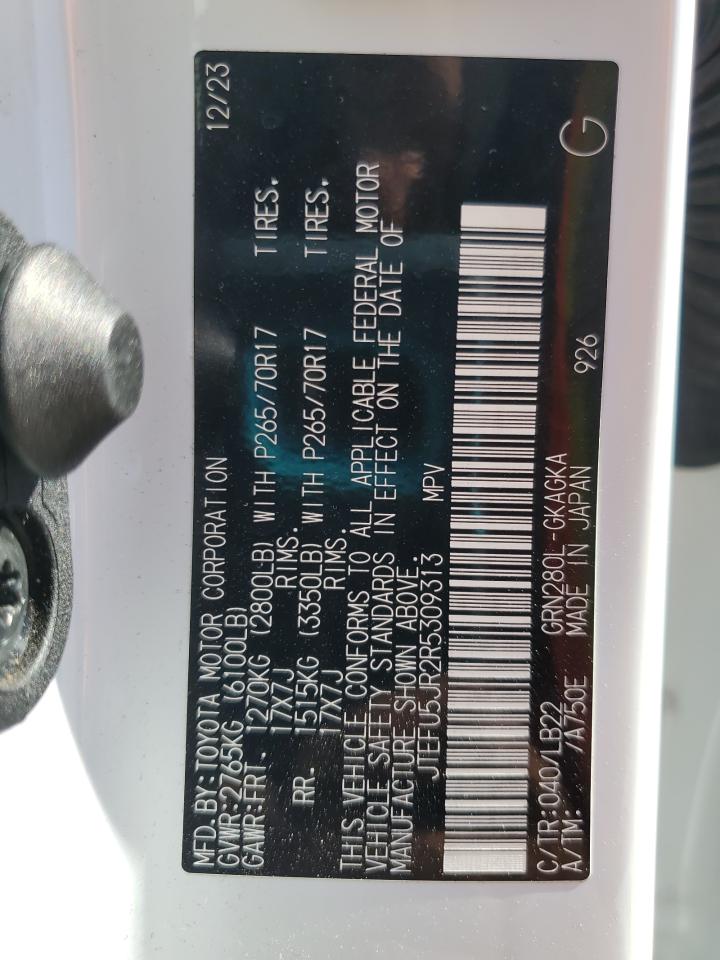 MFD.BY:TOYOTA MOTOR CORPORATION 12/23
GVWR:2765KG (6100LB)
GAWR:FRT. 1270KG (2800LB) WITH P265/70R17 TIRES.
17X7J RIMS.
RR. 1515KG (3350LB) WITH P265/70R17 TIRES.
17X7J RIMS.
THIS VEHICLE CONFORMS TO ALL APPLICABLE FEDERAL MOTOR
VEHICLE SAFETY STANDARDS IN EFFECT ON THE DATE OF
MANUFACTURE SHOWN ABOVE.
JTEFU5JR2R5309313 MPV
C/TR:040/LB22 GRN280L-GKAGKA 926 G
A/TM: /A750E MADE IN JAPAN